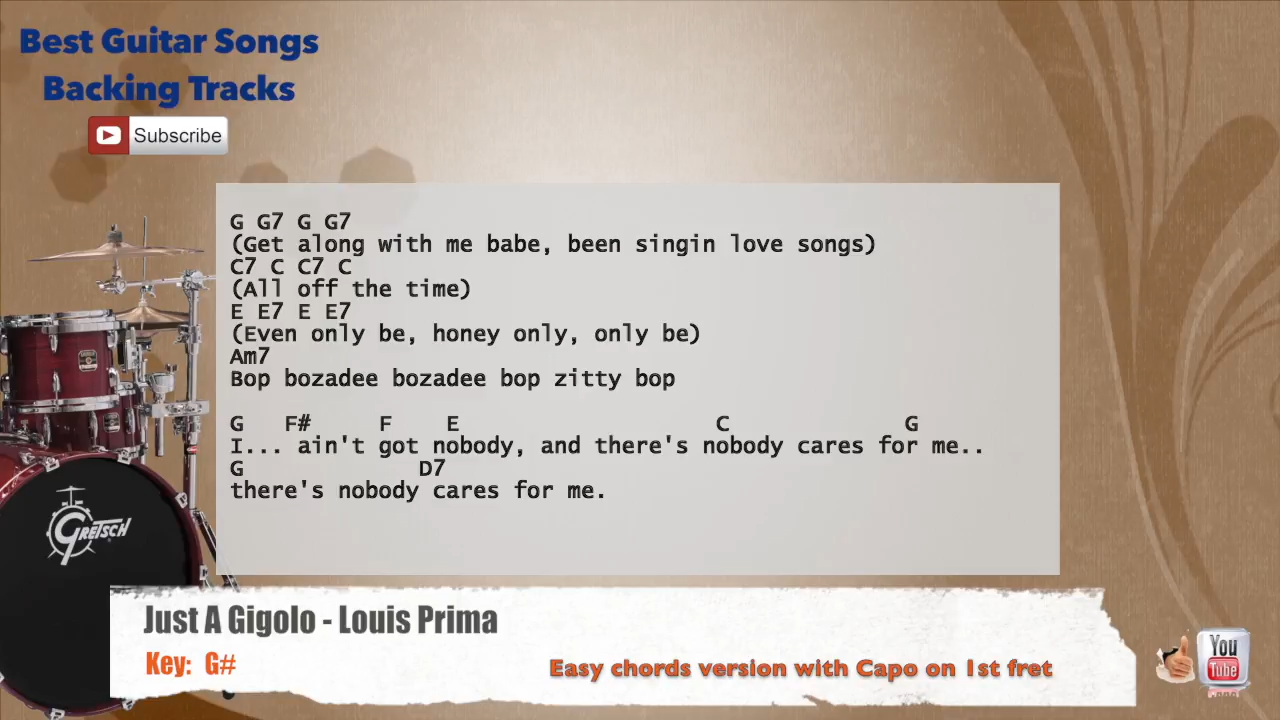 Best Guitar Songs
Backing Tracks
Subscribe
G G7 G G7
(Get along with me babe, been singin love songs)
C7 C C7 C
(All off the time)
E E7 E E7
(Even only be, honey only, only be)
Am7
Bop bozadee bozadee bop zitty bop
G F# F E C G
I... ain't got nobody, and there's nobody cares for me..
G D7
there's nobody cares for me.
GRETSCH
Just A Gigolo - Louis Prima
Key: G#
Easy chords version with Capo on 1st fret
You
Tube